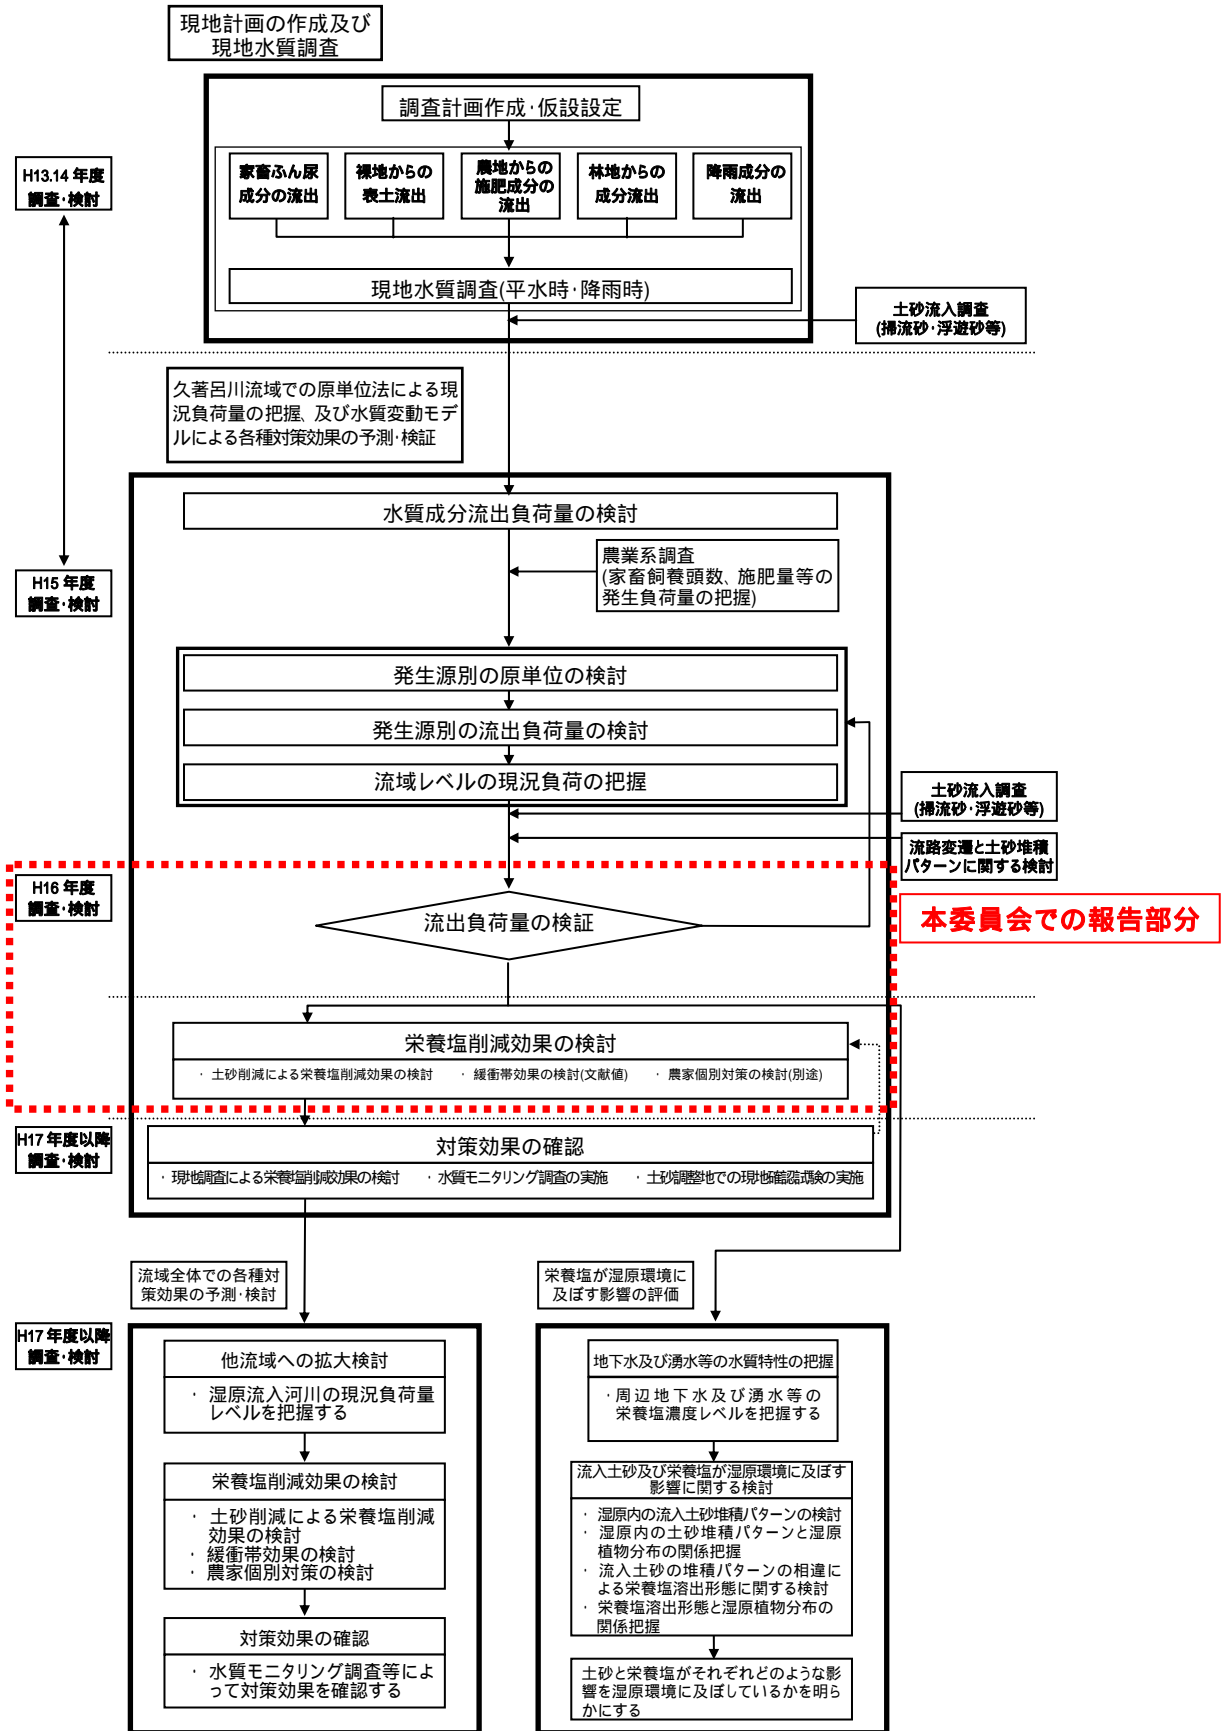 現地計画の作成及び
現地水質調査
調査計画作成･仮設設定
H13.14 年度
調査･検討
家畜ふん尿
成分の流出
裸地からの
表土流出
農地からの
施肥成分の
流出
林地からの
成分流出
降雨成分の
流出
現地水質調査(平水時･降雨時)
土砂流入調査
(掃流砂･浮遊砂等)
久著呂川流域での原単位法による現
況負荷量の把握、及び水質変動モデ
ルによる各種対策効果の予測･検証
水質成分流出負荷量の検討
農業系調査
(家畜飼養頭数、施肥量等の
発生負荷量の把握)
H15 年度
調査･検討
発生源別の原単位の検討
発生源別の流出負荷量の検討
流域レベルの現況負荷の把握
土砂流入調査
(掃流砂･浮遊砂等)
流路変遷と土砂堆積
パターンに関する検討
H16 年度
調査･検討
流出負荷量の検証
本委員会での報告部分
栄養塩削減効果の検討
･ 土砂削減による栄養塩削減効果の検討 ･ 緩衝帯効果の検討(文献値) ･ 農家個別対策の検討(別途)
H17 年度以降
調査･検討
対策効果の確認
･ 現地調査による栄養塩削減効果の検討 ･ 水質モニタリング調査の実施 ･ 土砂調整地での現地確認試験の実施
流域全体での各種対
策効果の予測･検討
栄養塩が湿原環境に
及ぼす影響の評価
H17 年度以降
調査･検討
他流域への拡大検討
･ 湿原流入河川の現況負荷量
レベルを把握する
栄養塩削減効果の検討
･ 土砂削減による栄養塩削減
効果の検討
･ 緩衝帯効果の検討
･ 農家個別対策の検討
対策効果の確認
･ 水質モニタリング調査等によ
って対策効果を確認する
地下水及び湧水等の水質特性の把握
･ 周辺地下水及び湧水等の
栄養塩濃度レベルを把握する
流入土砂及び栄養塩が湿原環境に及ぼす
影響に関する検討
･ 湿原内の流入土砂堆積パターンの検討
･ 湿原内の土砂堆積パターンと湿原
植物分布の関係把握
･ 流入土砂の堆積パターンの相違に
よる栄養塩溶出形態に関する検討
･ 栄養塩溶出形態と湿原植物分布の
関係把握
土砂と栄養塩がそれぞれどのような影
響を湿原環境に及ぼしているかを明ら
かにする